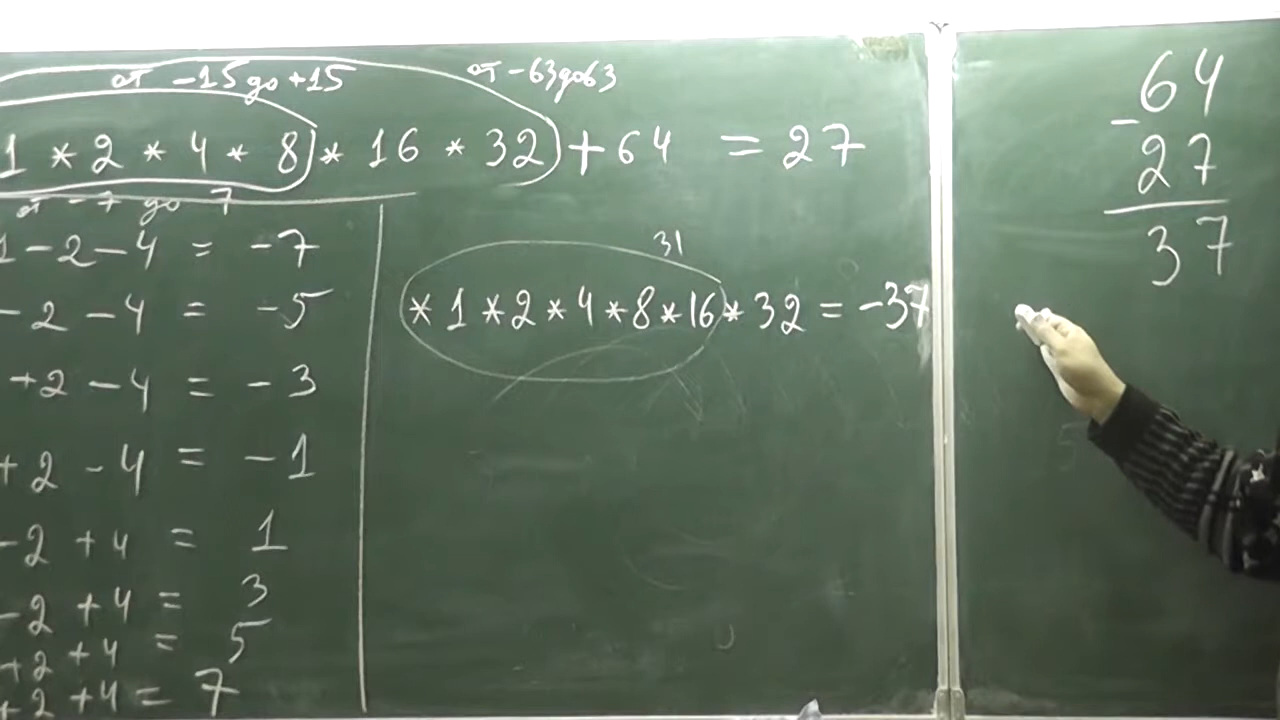 от -15 до +15 от -63 до 63
1 * 2 * 4 * 8) * 16 * 32) + 64 = 27
от -7 до 7
1 - 2 - 4 = -7
- 2 - 4 = -5
+2 - 4 = -3
+2 - 4 = -1
-2 + 4 = 1
-2 + 4 = 3
+2 + 4 = 5
+2 + 4 = 7
31
* 1 * 2 * 4 * 8 * 16 * 32 = -37
64
-
27
37